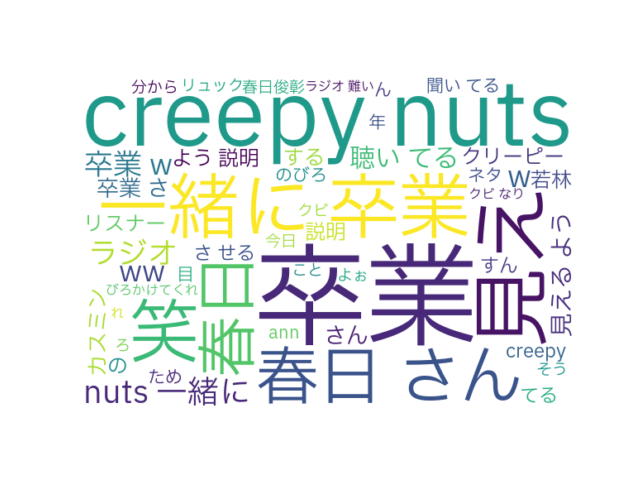 分から リュック 春日俊彰 ラジオ 難い ん 聞い てる
creepy nuts
年
卒業 w よう 説明 する 聴い てる クリーピー
卒業 さ のびろ ネタ w 若林
一緒に 卒業 クビ なり
リスナー クビ 説明
見え
見える よう
ラジオ させる 今日
卒業
ww 目 こと よぉ すん
春日
笑
びろかけてくれ
カスミン れ
ろ ann さん
の creepy
nuts 一緒に ため 春日 さん そう
てる